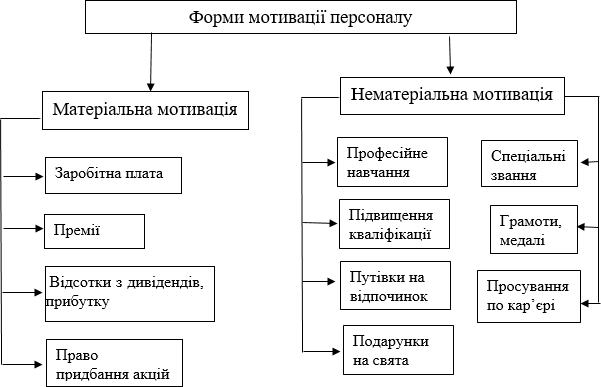 Форми мотивації персоналу
Матеріальна мотивація
Заробітна плата
Премії
Відсотки з дивідендів,
прибутку
Право
придбання акцій
Нематеріальна мотивація
Професійне
навчання
Підвищення
кваліфікації
Путівки на
відпочинок
Подарунки
на свята
Спеціальні
звання
Грамоти,
медалі
Просування
по кар’єрі